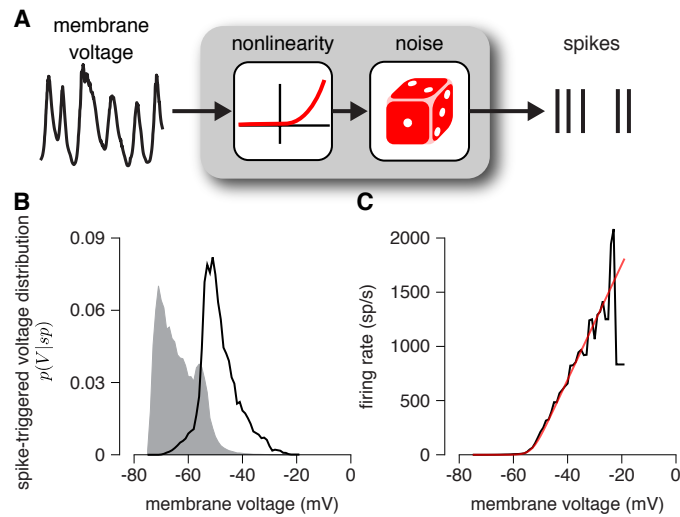 A
membrane
voltage
nonlinearity
noise
spikes
B
spike-triggered voltage distribution
p(V|sp)
0.09
0.06
0.03
0
-80
-60
-40
-20
0
membrane voltage (mV)
C
firing rate (sp/s)
2000
1500
1000
500
0
-80
-60
-40
-20
0
membrane voltage (mV)